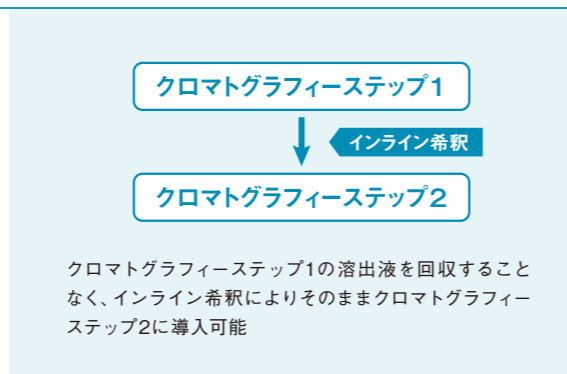 クロマトグラフィーステップ1
インライン希釈
クロマトグラフィーステップ2
クロマトグラフィーステップ1の溶出液を回収すること
なく、インライン希釈によりそのままクロマトグラフィー
ステップ2に導入可能